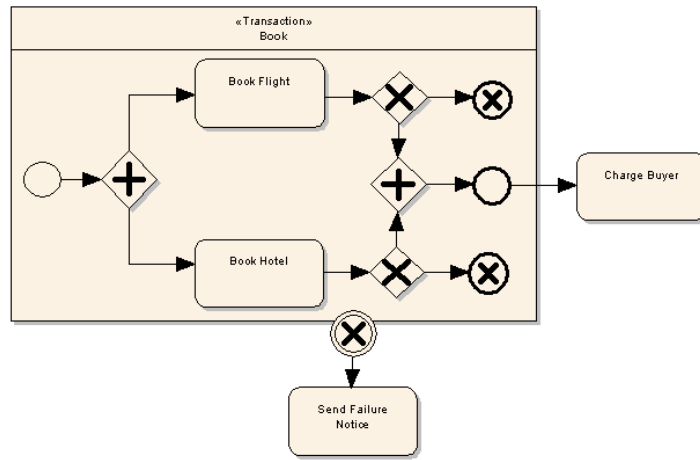 «Transaction»
Book
Book Flight
Charge Buyer
Book Hotel
Send Failure
Notice